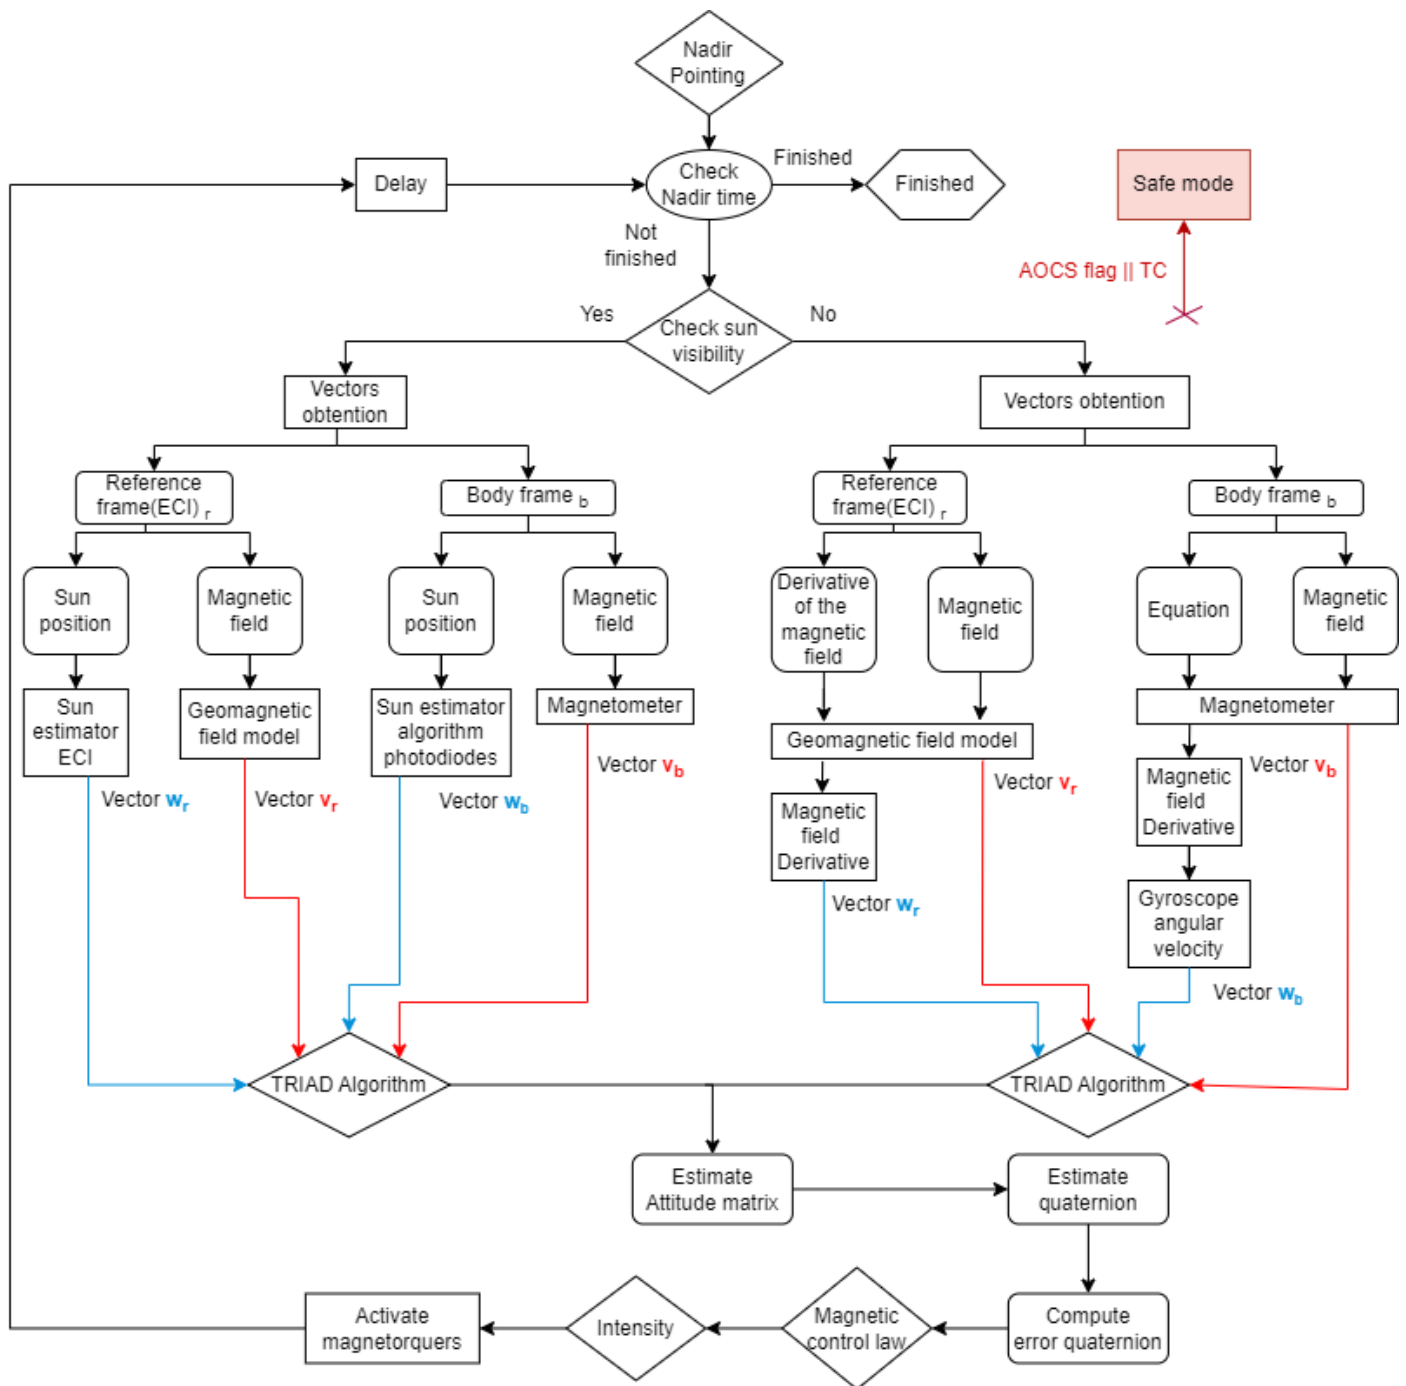 Nadir
Pointing
Delay
Check
Nadir time
Finished
Finished
Safe mode
Not
finished
AOCS flag || TC
Yes
Check sun
visibility
No
Vectors
obtention
Vectors obtention
Reference
frame(ECI) r
Body frame b
Reference
frame(ECI) r
Body frame b
Sun
position
Magnetic
field
Sun
position
Magnetic
field
Derivative
of the
magnetic
field
Magnetic
field
Equation
Magnetic
field
Sun
estimator
ECI
Geomagnetic
field model
Sun estimator
algorithm
photodiodes
Magnetometer
Geomagnetic field model
Magnetometer
Vector wr
Vector vr
Vector wb
Vector vb
Magnetic
field
Derivative
Vector vr
Magnetic
field
Derivative
Vector vb
Vector wr
Gyroscope
angular
velocity
Vector wb
TRIAD Algorithm
TRIAD Algorithm
Estimate
Attitude matrix
Estimate
quaternion
Activate
magnetorquers
Intensity
Magnetic
control law
Compute
error quaternion